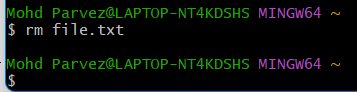 Mohd Parvez@LAPTOP-NT4KDSHS MINGW64 ~
$ rm file.txt
Mohd Parvez@LAPTOP-NT4KDSHS MINGW64 ~
$